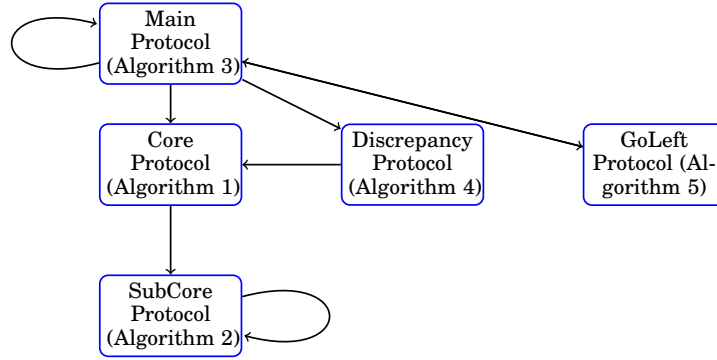 Main
Protocol
(Algorithm 3)
Core
Protocol
(Algorithm 1)
Discrepancy
Protocol
(Algorithm 4)
GoLeft
Protocol (Al-
gorithm 5)
SubCore
Protocol
(Algorithm 2)